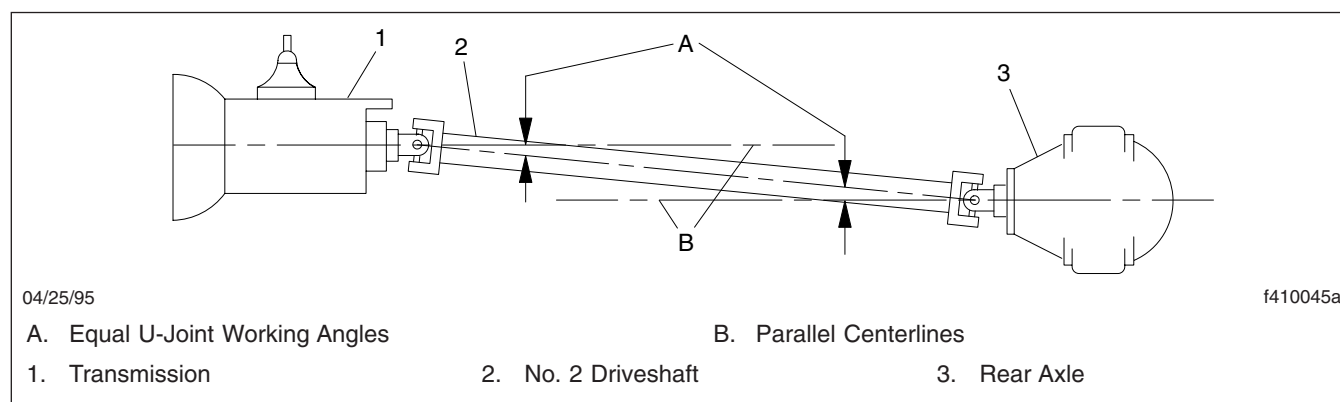 1
2
A
3
B
04/25/95
f410045a
A. Equal U-Joint Working Angles
B. Parallel Centerlines
1. Transmission
2. No. 2 Driveshaft
3. Rear Axle